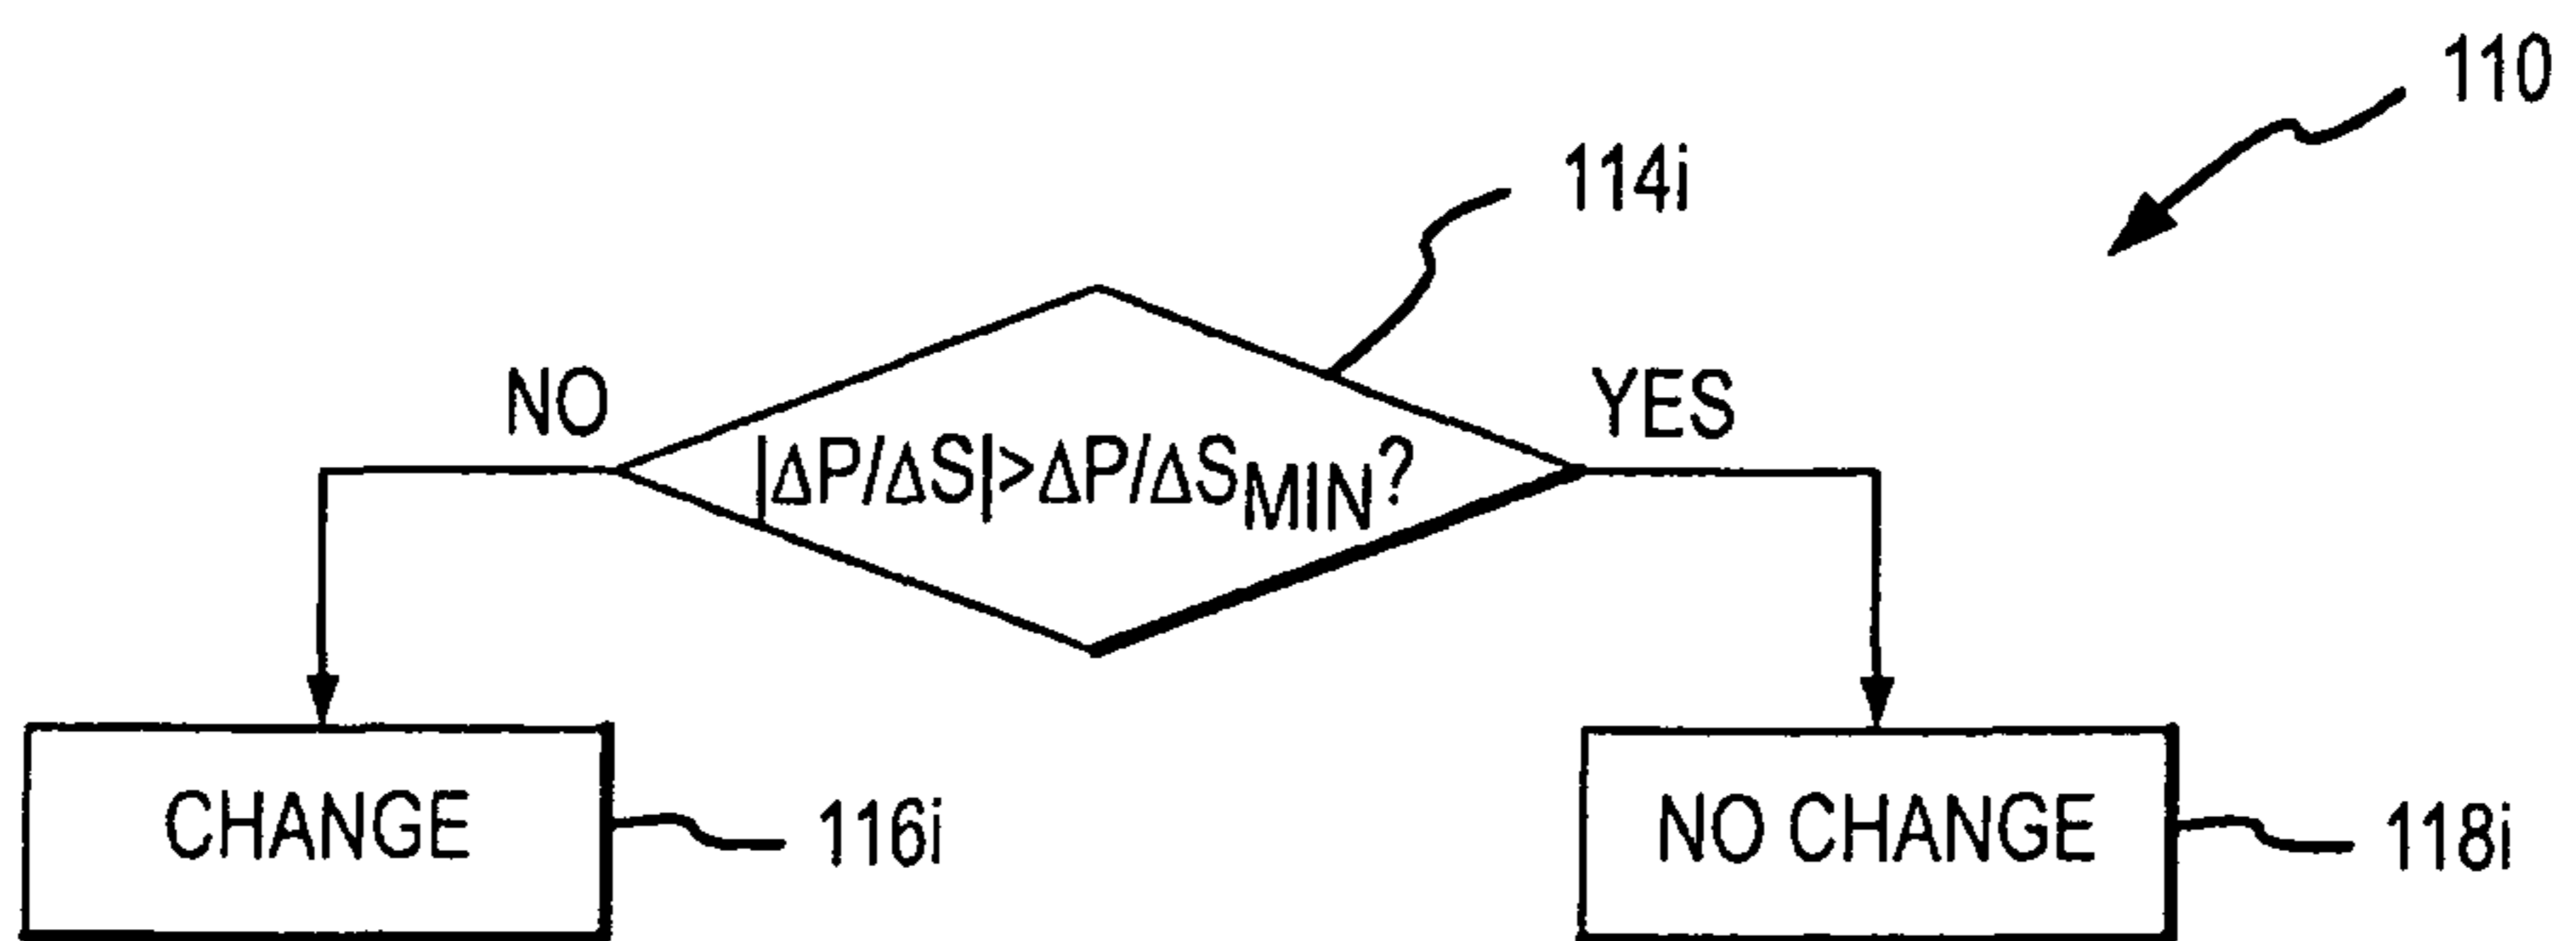 110
114i
NO
YES
|ΔP/ΔS|>ΔP/ΔSMIN?
CHANGE
116i
NO CHANGE
118i